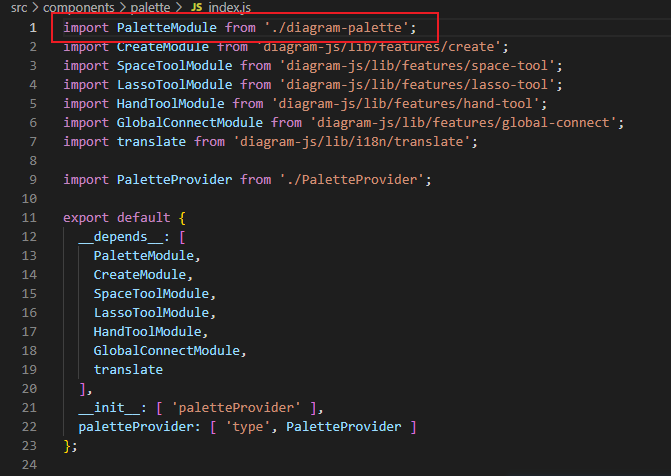 src > components > palette > JS index.js
1 import PaletteModule from './diagram-palette';
2 import CreateModule from 'diagram-js/lib/features/create';
3 import SpaceToolModule from 'diagram-js/lib/features/space-tool';
4 import LassoToolModule from 'diagram-js/lib/features/lasso-tool';
5 import HandToolModule from 'diagram-js/lib/features/hand-tool';
6 import GlobalConnectModule from 'diagram-js/lib/features/global-connect';
7 import translate from 'diagram-js/lib/i18n/translate';
8
9 import PaletteProvider from './PaletteProvider';
10
11 export default {
12   __depends__: [
13     PaletteModule,
14     CreateModule,
15     SpaceToolModule,
16     LassoToolModule,
17     HandToolModule,
18     GlobalConnectModule,
19     translate
20   ],
21   __init__: [ 'paletteProvider' ],
22   paletteProvider: [ 'type', PaletteProvider ]
23 };
24